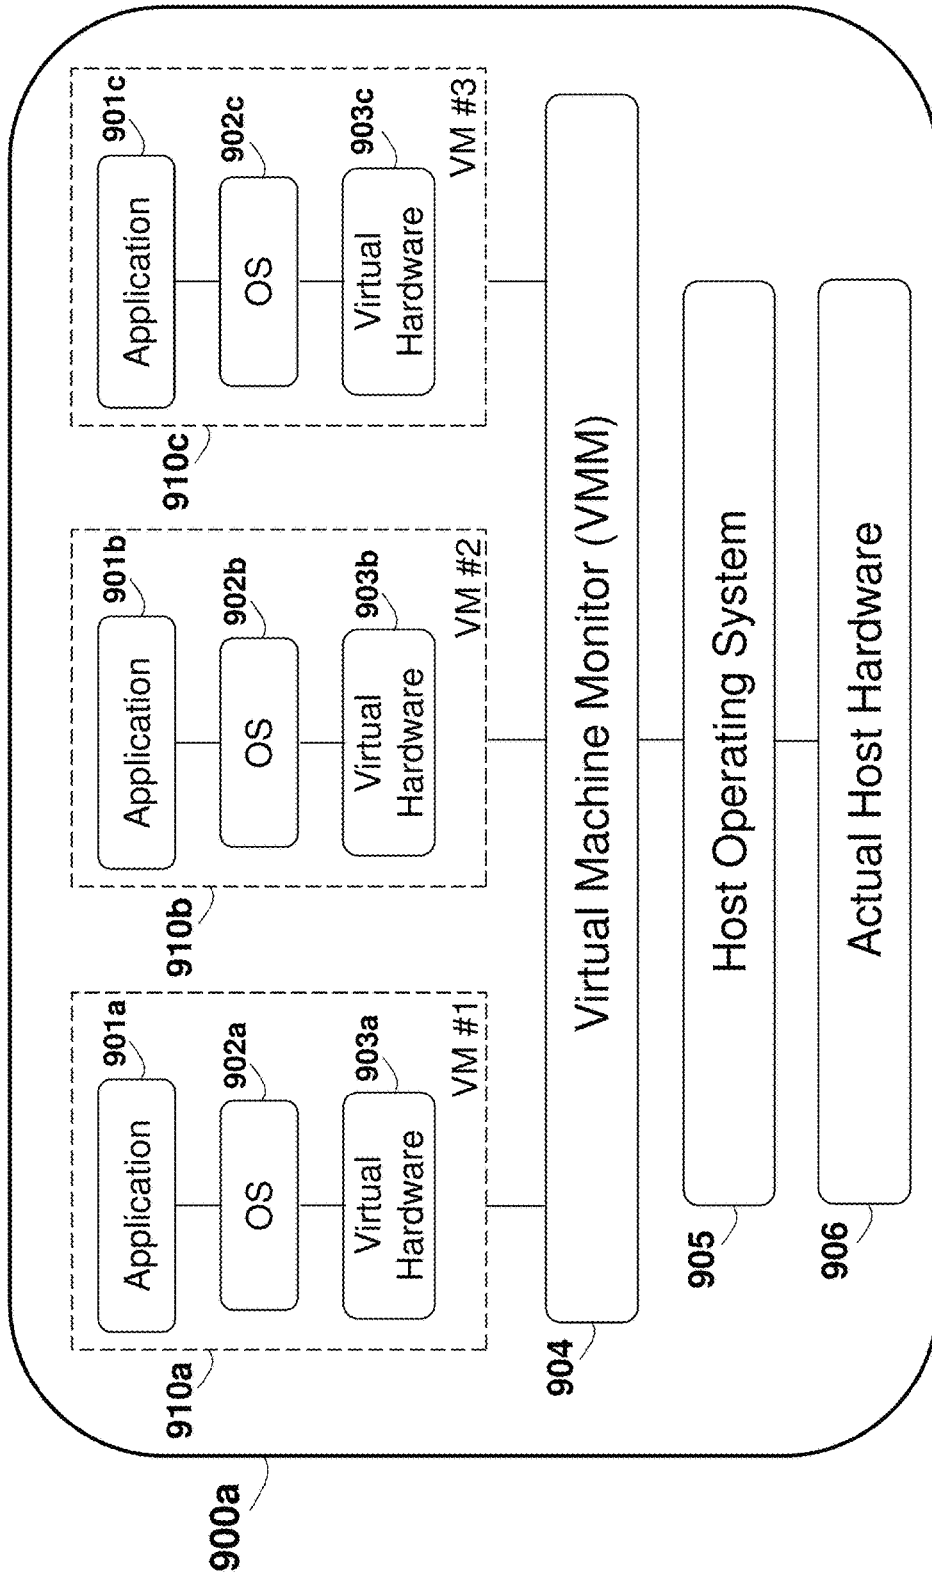 900a
910a
901a
Application
902a
OS
903a
Virtual
Hardware
VM #1
910b
901b
Application
902b
OS
903b
Virtual
Hardware
VM #2
910c
901c
Application
902c
OS
903c
Virtual
Hardware
VM #3
904
Virtual Machine Monitor (VMM)
905
Host Operating System
906
Actual Host Hardware